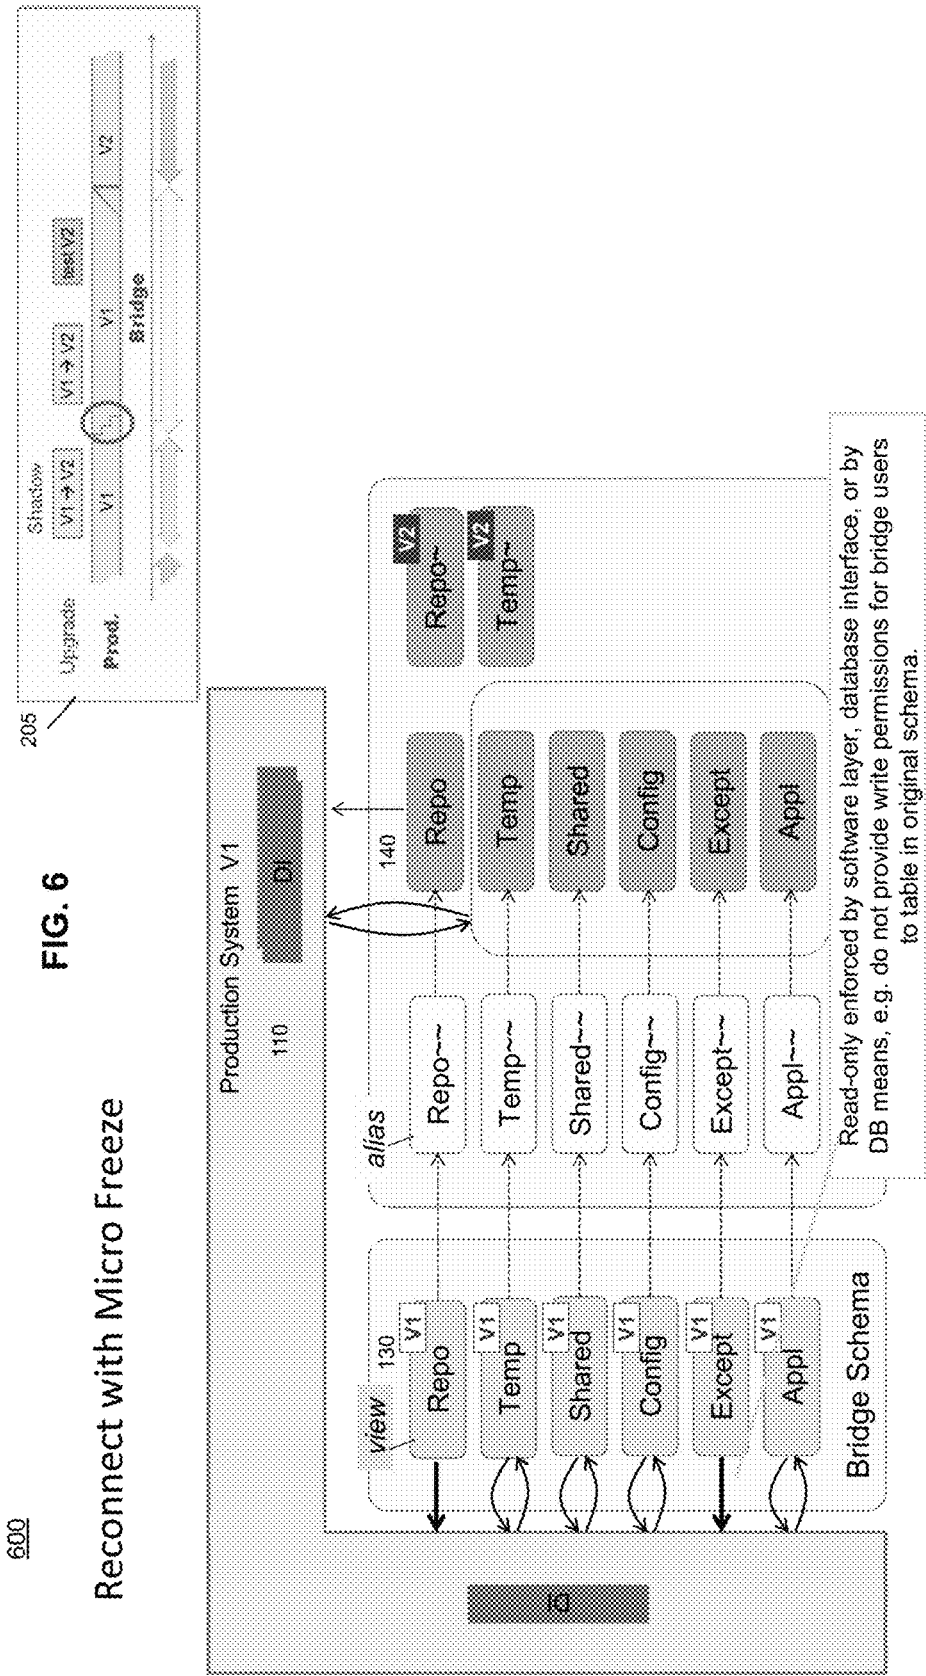 600
Reconnect with Micro Freeze
FIG. 6
205
Shadow
Upgrade
V1 → V2
V1 → V2
test V2
Prod.
V1
V1
V2
Bridge
Production System V1
110
DI
DI
view
130
Repo
V1
Temp
V1
Shared
V1
Config
V1
Except
V1
Appl
V1
Bridge Schema
alias
Repo~~
Temp~~
Shared~~
Config~~
Except~~
Appl~~
140
Repo
Temp
Shared
Config
Except
Appl
V2
Repo~
V2
Temp~
Read-only enforced by software layer, database interface, or by
DB means, e.g. do not provide write permissions for bridge users
to table in original schema.